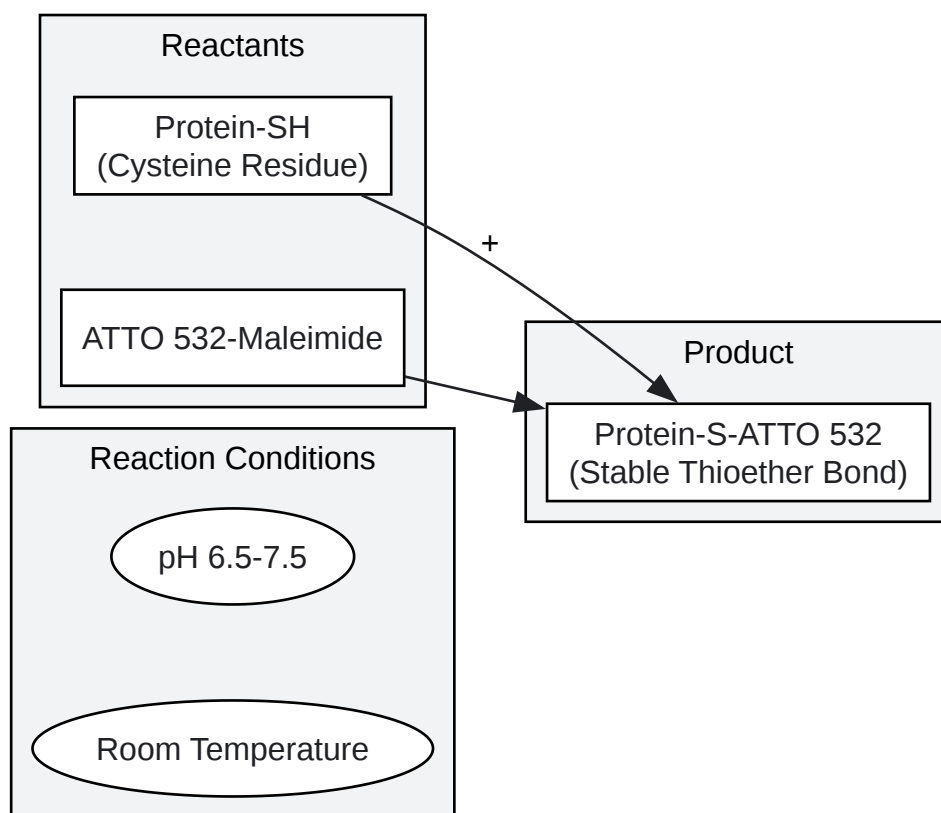 Reactants
Protein-SH
(Cysteine Residue)
+
ATTO 532-Maleimide
Product
Protein-S-ATTO 532
(Stable Thioether Bond)
Reaction Conditions
pH 6.5-7.5
Room Temperature